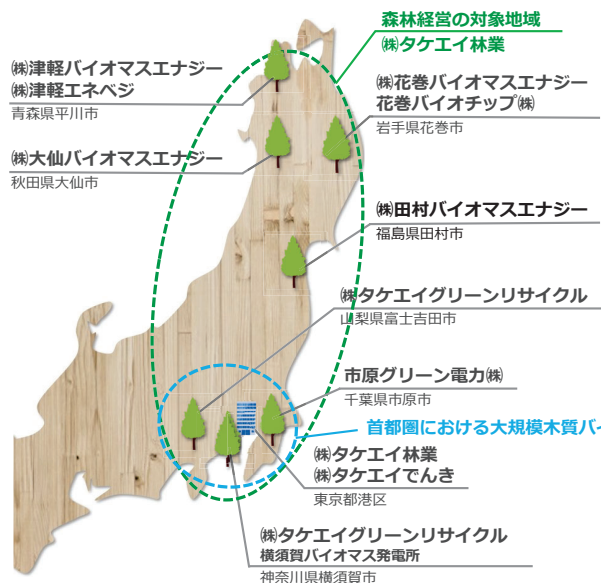 森林経営の対象地域
㈱タケエイ林業
㈱津軽バイオマスエナジー
㈱津軽エネベジ
青森県平川市
㈱花巻バイオマスエナジー
花巻バイオチップ㈱
岩手県花巻市
㈱大仙バイオマスエナジー
秋田県大仙市
㈱田村バイオマスエナジー
福島県田村市
㈱タケエイグリーンリサイクル
山梨県富士吉田市
市原グリーン電力㈱
千葉県市原市
首都圏における大規模木質バイ
㈱タケエイ林業
㈱タケエイでんき
東京都港区
㈱タケエイグリーンリサイクル
横須賀バイオマス発電所
神奈川県横須賀市